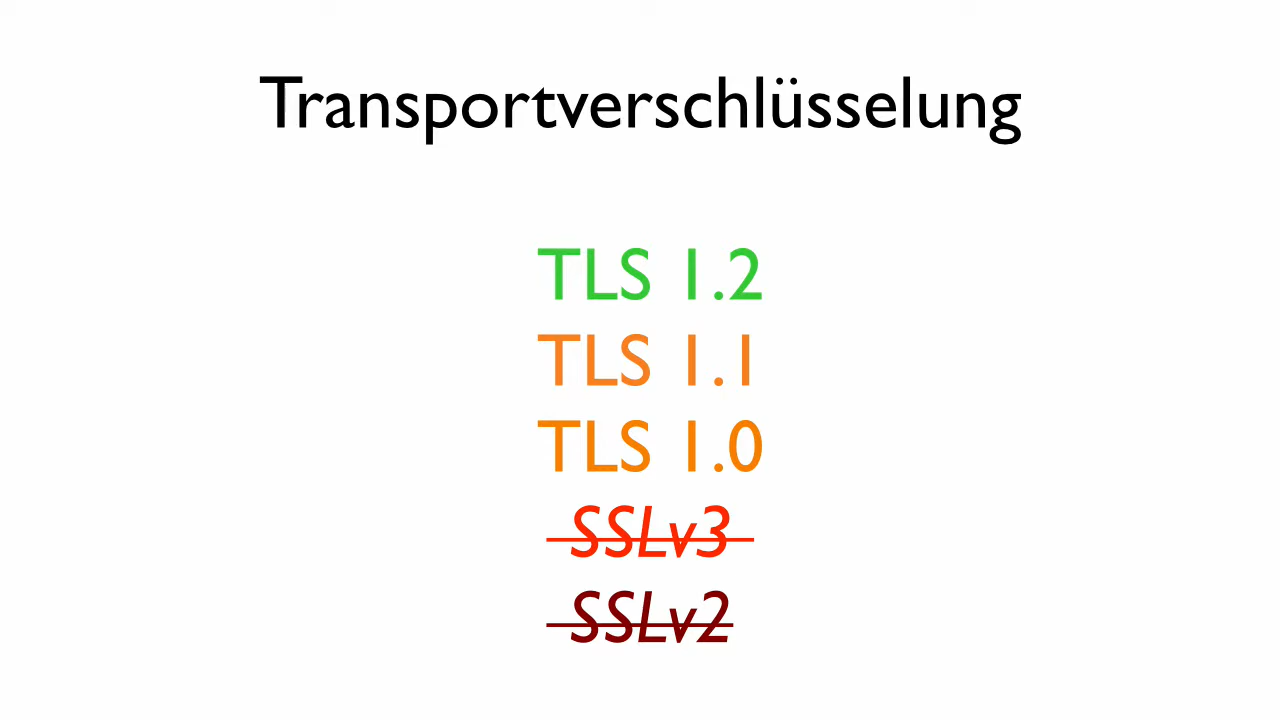 Transportverschlüsselung
TLS 1.2
TLS 1.1
TLS 1.0
SSLv3
SSLv2